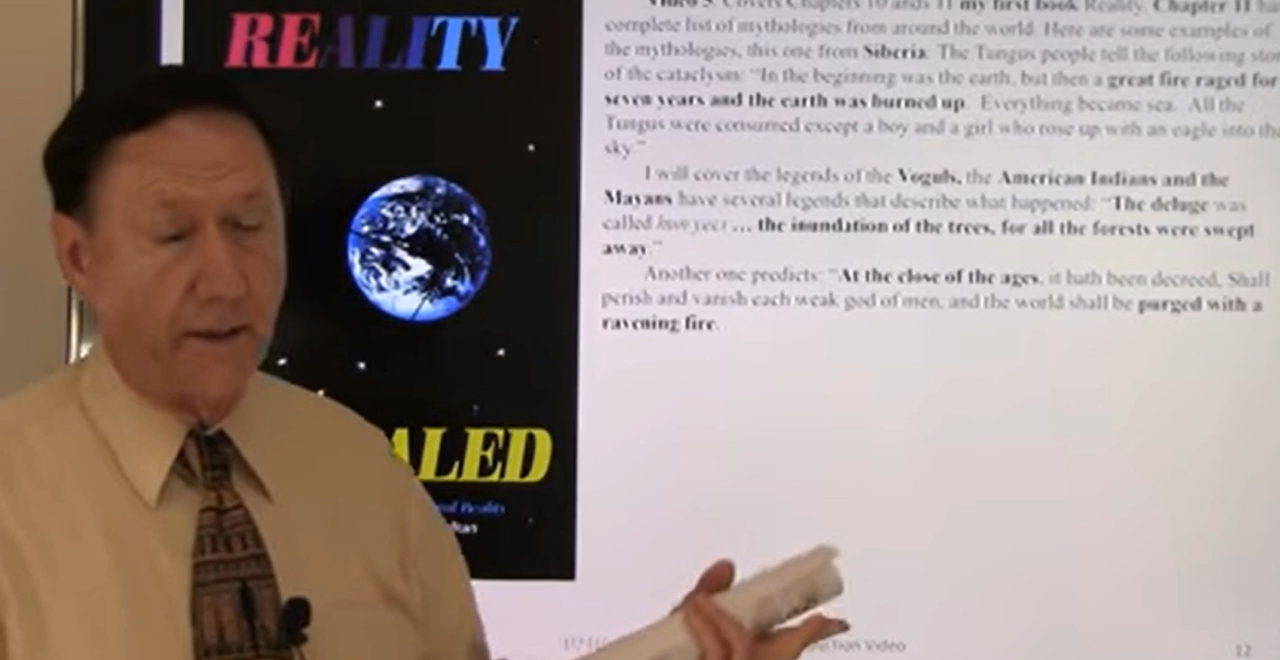 REALITY
ALED
Video 5. Covers Chapters 10 ands 11 my first book Reality. Chapter 11 ha
complete list of mythologies from around the world. Here are some examples of
the mythologies, this one from Siberia. The Tungus people tell the following sto
of the cataclysm: "In the beginning was the earth, but then a great fire raged for
seven years and the earth was burned up. Everything became sea. All the
Tungus were consumed except a boy and a girl who rose up with an eagle into the
sky."
I will cover the legends of the Voguls, the American Indians and the
Mayans have several legends that describe what happened: "The deluge was
called ... the inundation of the trees, for all the forests were swept
away."
Another one predicts: "At the close of the ages, it hath been decreed, Shall
perish and vanish each weak god of men, and the world shall be purged with a
ravening fire.
Reality
Video
12